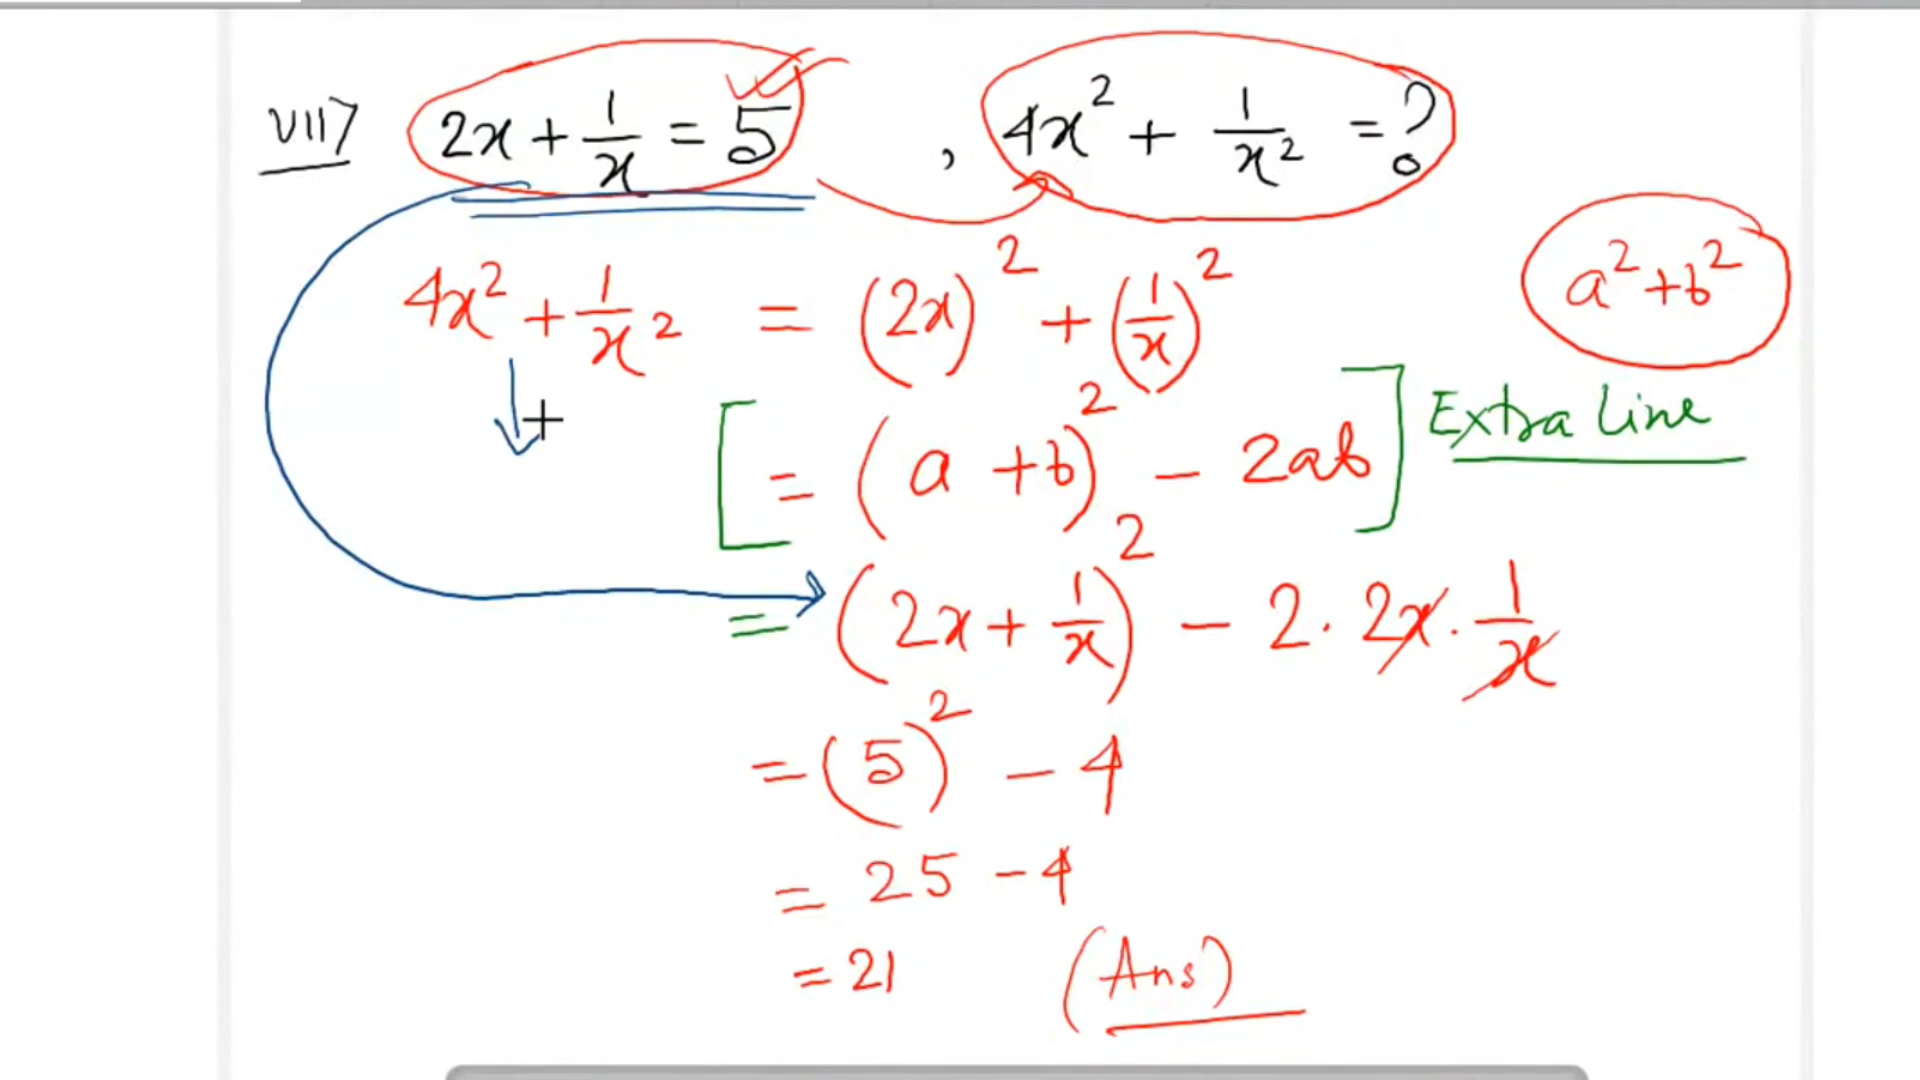 VII7 2x + 1/x = 5 , 4x² + 1/x² = ?
4x² + 1/x² = (2x)² + (1/x)² a² + b²
[= (a + b)² - 2ab] Extra Line
= (2x + 1/x)² - 2 . 2x . 1/x
= (5)² - 4
= 25 - 4
= 21 (Ans)